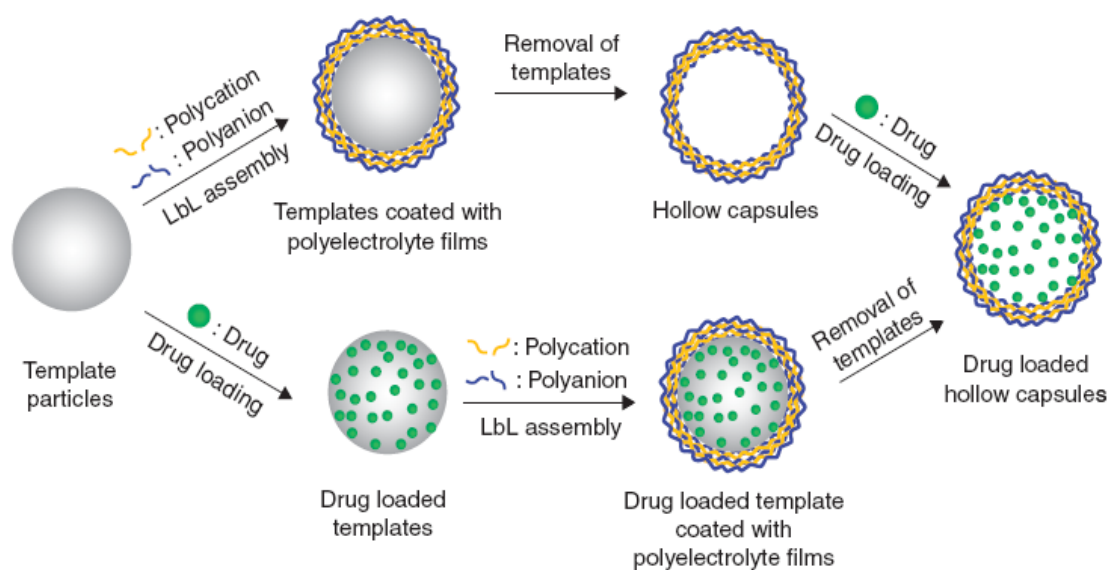 : Polycation
: Polyanion
LbL assembly
Templates coated with
polyelectrolyte films
Removal of
templates
Hollow capsules
: Drug
Drug loading
Template
particles
: Drug
Drug loading
Drug loaded
templates
: Polycation
: Polyanion
LbL assembly
Drug loaded template
coated with
polyelectrolyte films
Removal of
templates
Drug loaded
hollow capsules